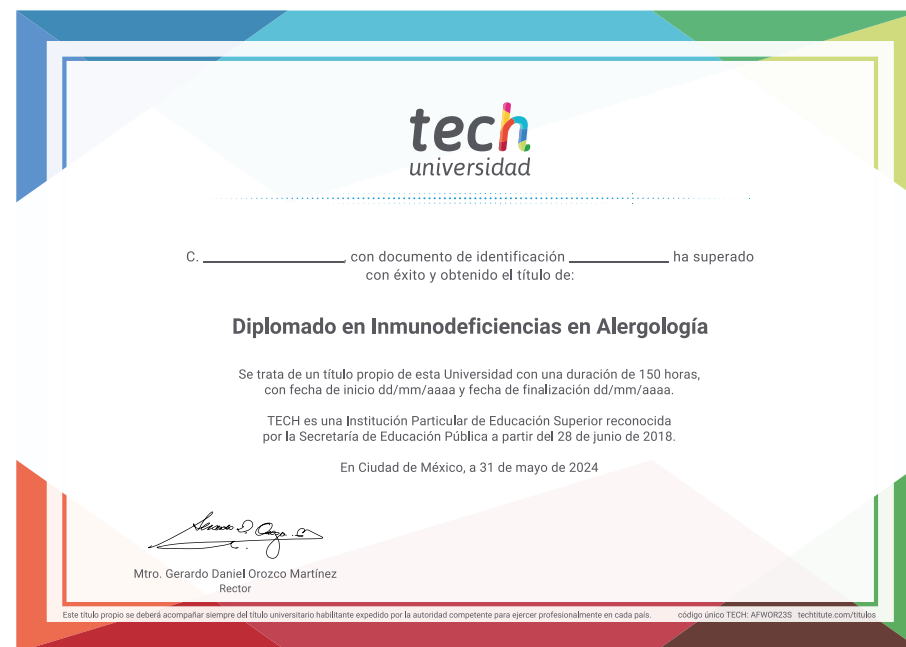 tech
universidad
C. ____________, con documento de identificación ____________ ha superado
con éxito y obtenido el título de:
Diplomado en Inmunodeficiencias en Alergología
Se trata de un título propio de esta Universidad con una duración de 150 horas,
con fecha de inicio dd/mm/aaaa y fecha de finalización dd/mm/aaaa.
TECH es una Institución Particular de Educación Superior reconocida
por la Secretaría de Educación Pública a partir del 28 de junio de 2018.
En Ciudad de México, a 31 de mayo de 2024
Mtro. Gerardo Daniel Orozco Martínez
Rector
Este título propio se deberá acompañar siempre del título universitario habilitante expedido por la autoridad competente para ejercer profesionalmente en cada país. código único TECH: AFWOR23S techtitute.com/titulos